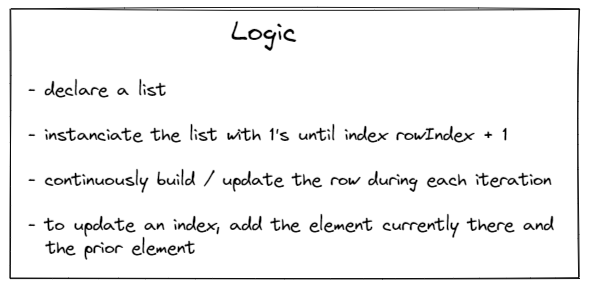 Logic
- declare a list
- instanciate the list with 1's until index rowIndex + 1
- continuously build / update the row during each iteration
- to update an index, add the element currently there and
the prior element